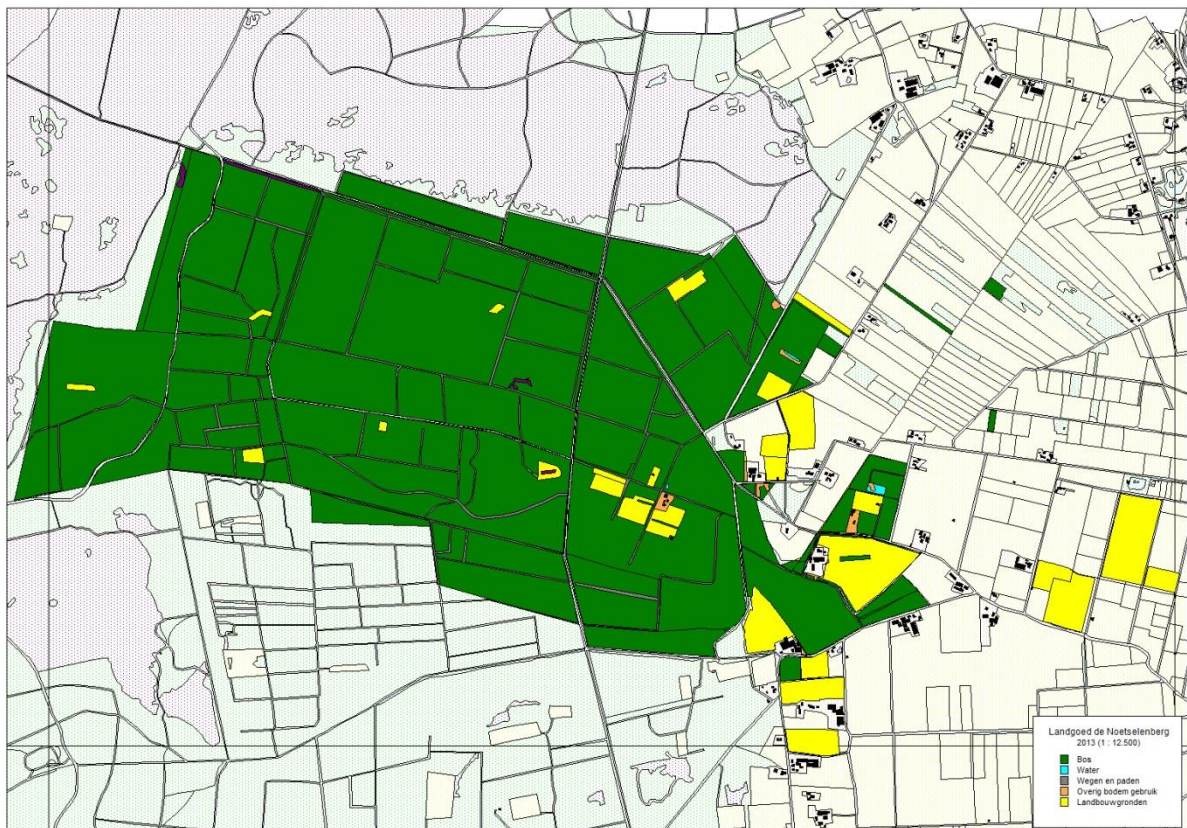 Landgoed de Noetselenberg
2013 (1 : 12.500)
Bos
Water
Wegen en paden
Overig bodem gebruik
Landbouwgronden